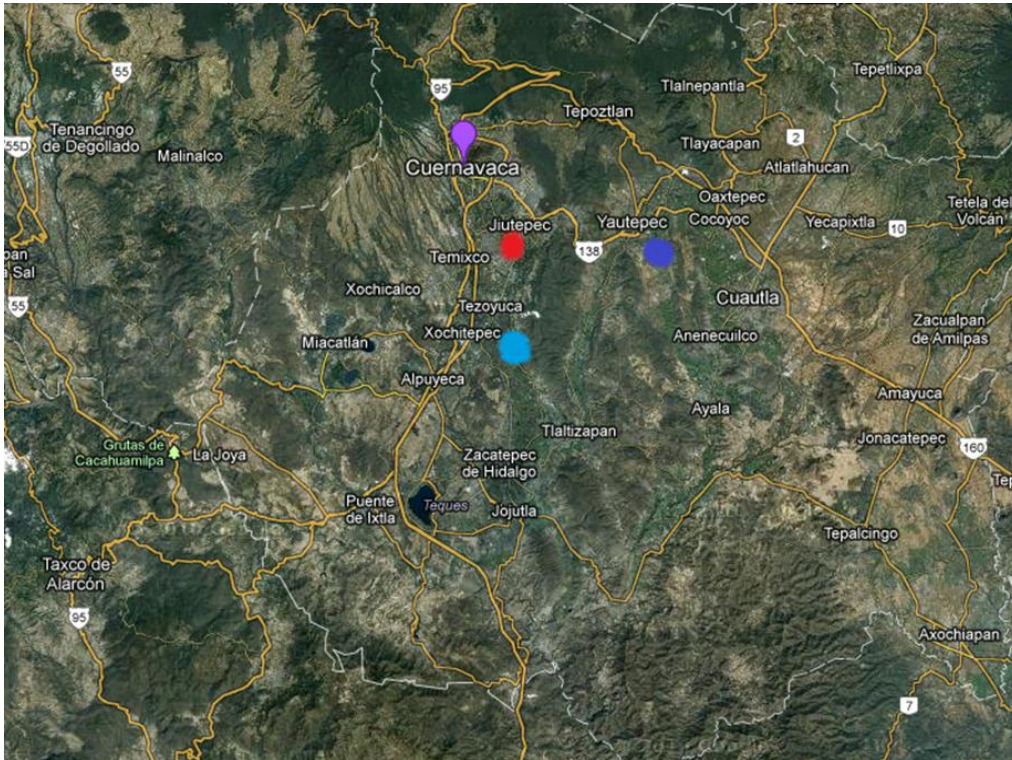 55
95
Tepetlixpa
Tlalnepantla
Tepoztlan
Tenancingo
de Degollado
55D
Malinalco
2
Tlayacapan
Cuernavaca
Atlatlahucan
Oaxtepec
Tetela del
Volcán
Jiutepec
Yautepec
Cocoyoc
Yecapixtla
10
Temixco
138
a Sal
Xochicalco
Cuautla
55
Tezoyuca
Zacualpan
de Amilpas
Xochitepec
Anenecuilco
Miacatlán
Alpuyeca
Amayuca
Ayala
Tlaltizapan
Jonacatepec
160
Grutas de
Cacahuamilpa
La Joya
Zacatepec
de Hidalgo
Puente
de Ixtla
Teques
Jojutla
Tepalcingo
Taxco de
Alarcón
95
Axochiapan
7